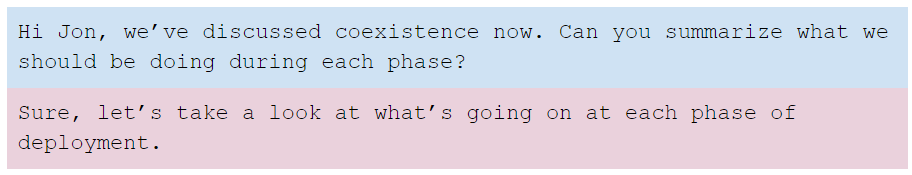 Hi Jon, we’ve discussed coexistence now. Can you summarize what we
should be doing during each phase?
Sure, let’s take a look at what’s going on at each phase of
deployment.